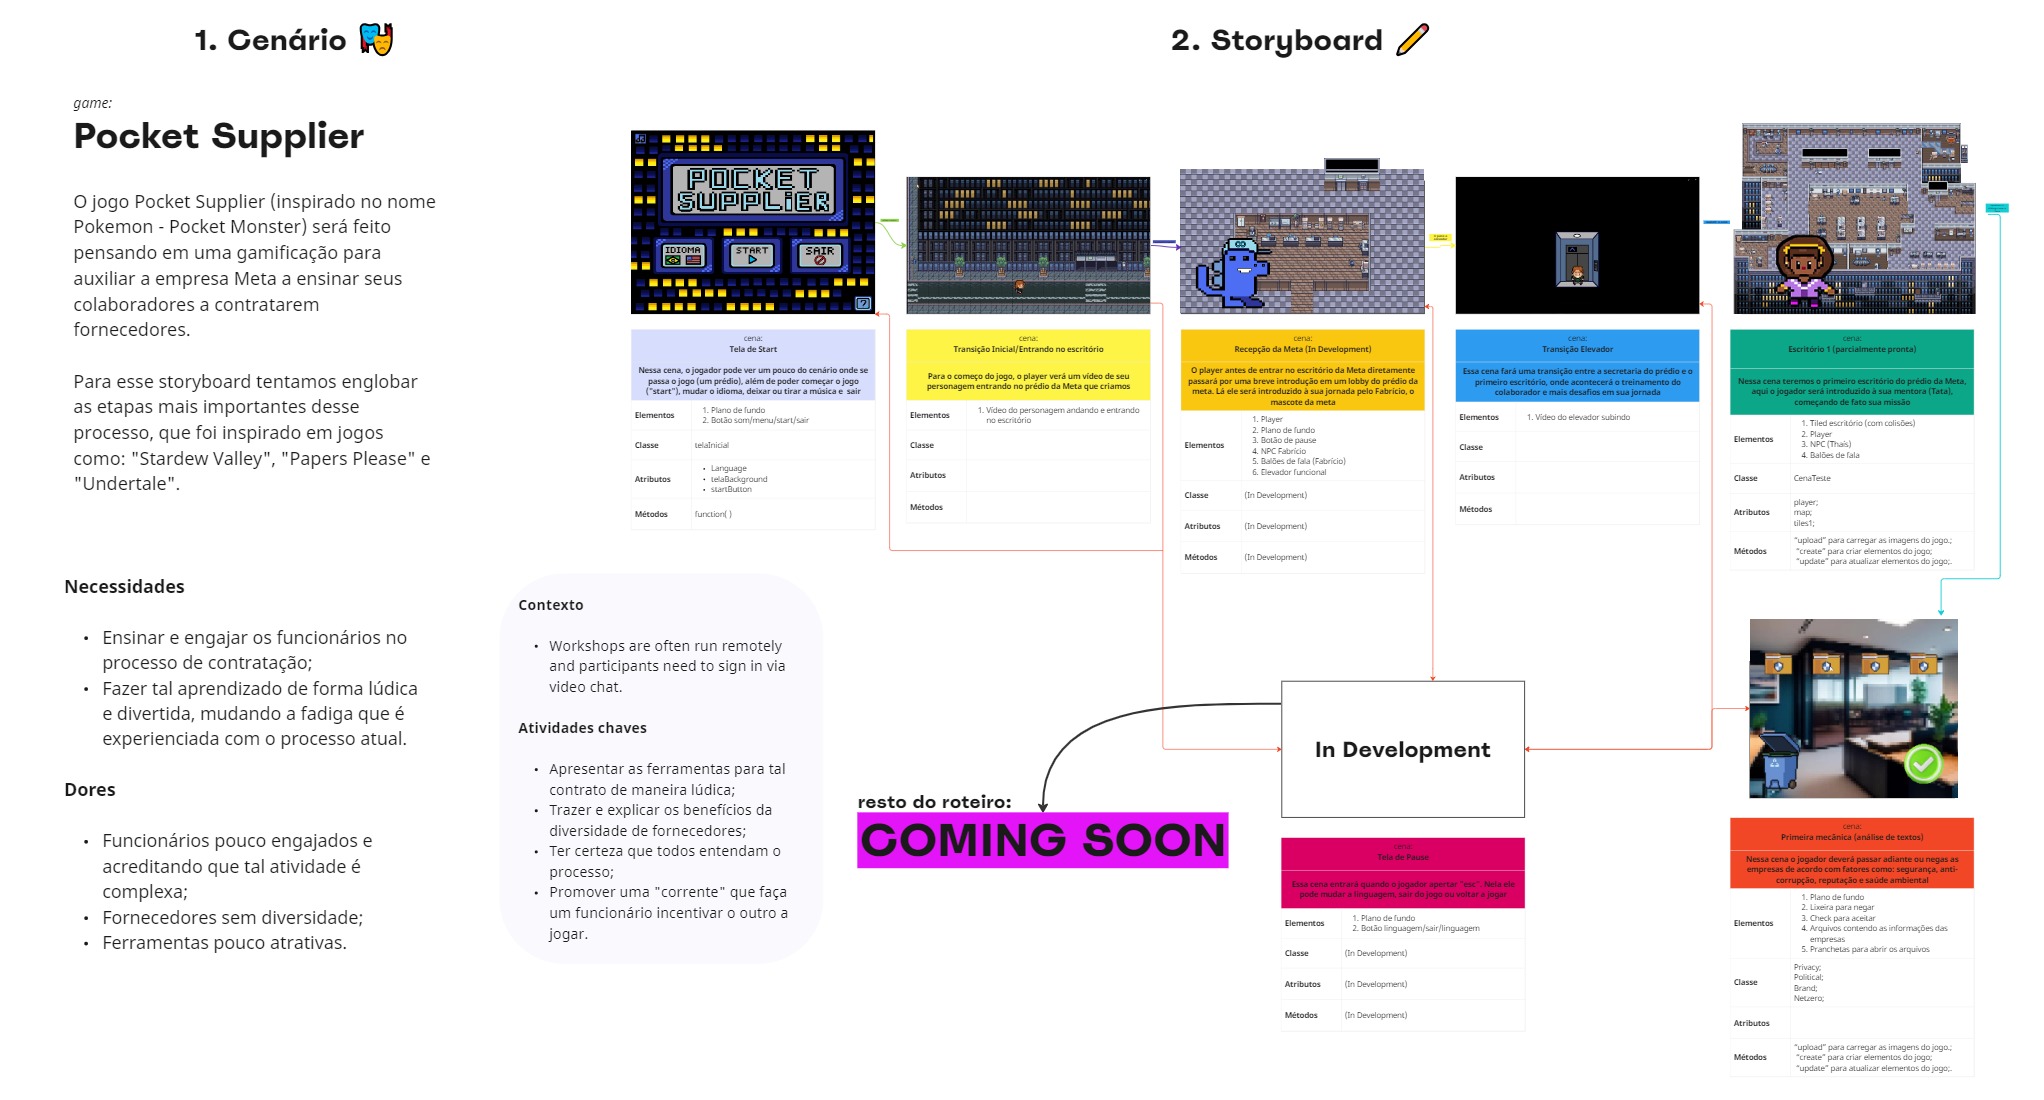 1. Cenário
2. Storyboard
game:
Pocket Supplier
O jogo Pocket Supplier (inspirado no nome
Pokemon - Pocket Monster) será feito
pensando em uma gamificação para
auxiliar a empresa Meta a ensinar seus
colaboradores a contratarem
fornecedores.
Para esse storyboard tentamos englobar
as etapas mais importantes desse
processo, que foi inspirado em jogos
como: "Stardew Valley", "Papers Please" e
"Undertale".
Necessidades
• Ensinar e engajar os funcionários no
processo de contratação;
• Fazer tal aprendizado de forma lúdica
e divertida, mudando a fadiga que é
experienciada com o processo atual.
Dores
• Funcionários pouco engajados e
acreditando que tal atividade é
complexa;
• Fornecedores sem diversidade;
• Ferramentas pouco atrativas.
Contexto
• Workshops are often run remotely
and participants need to sign in via
video chat.
Atividades chaves
• Apresentar as ferramentas para tal
contrato de maneira lúdica;
• Trazer e explicar os benefícios da
diversidade de fornecedores;
• Ter certeza que todos entendam o
processo;
• Promover uma "corrente" que faça
um funcionário incentivar o outro a
jogar.
POCKET
SUPPLIER
IDIOMA
START
SAIR
?
cena:
Tela de Start
Nessa cena, o jogador pode ver um pouco do cenário onde se
passa o jogo (um prédio), além de poder começar o jogo
("start"), mudar o idioma, deixar ou tirar a música e sair
Elementos
1. Plano de fundo
2. Botão som/menu/start/sair
Classe
telaInicial
Atributos
• Language
• telaBackground
• startButton
Métodos
function( )
cena:
Transição Inicial/Entrando no escritório
Para o começo do jogo, o player verá um vídeo de seu
personagem entrando no prédio da Meta que criamos
Elementos
1. Vídeo do personagem andando e entrando
no escritório
Classe
Atributos
Métodos
cena:
Recepção da Meta (In Development)
O player antes de entrar no escritório da Meta diretamente
passará por uma breve introdução em um lobby do prédio da
meta. Lá ele será introduzido à sua jornada pelo Fabrício, o
mascote da meta
Elementos
1. Player
2. Plano de fundo
3. Botão de pause
4. NPC Fabrício
5. Balões de fala (Fabrício)
6. Elevador funcional
Classe
(In Development)
Atributos
(In Development)
Métodos
(In Development)
cena:
Transição Elevador
Essa cena fará uma transição entre a secretaria do prédio e o
primeiro escritório, onde acontecerá o treinamento do
colaborador e mais desafios em sua jornada
Elementos
1. Vídeo do elevador subindo
Classe
Atributos
Métodos
cena:
Escritório 1 (parcialmente pronta)
Nessa cena teremos o primeiro escritório do prédio da Meta,
aqui o jogador será introduzido à sua mentora (Tata),
começando de fato sua missão
Elementos
1. Tiled escritório (com colisões)
2. Player
3. NPC (Thaís)
4. Balões de fala
Classe
CenaTeste
Atributos
player;
map;
tiles1;
Métodos
"upload" para carregar as imagens do jogo.;
"create" para criar elementos do jogo;
"update" para atualizar elementos do jogo;.
In Development
resto do roteiro:
COMING SOON
cena:
Tela de Pause
Essa cena entrará quando o jogador apertar "esc". Nela ele
pode mudar a linguagem, sair do jogo ou voltar a jogar
Elementos
1. Plano de fundo
2. Botão linguagem/sair/linguagem
Classe
(In Development)
Atributos
(In Development)
Métodos
(In Development)
cena:
Primeira mecânica (análise de textos)
Nessa cena o jogador deverá passar adiante ou negas as
empresas de acordo com fatores como: segurança, anti-
corrupção, reputação e saúde ambiental
Elementos
1. Plano de fundo
2. Lixeira para negar
3. Check para aceitar
4. Arquivos contendo as informações das
empresas
5. Pranchetas para abrir os arquivos
Classe
Privacy;
Political;
Brand;
Netzero;
Atributos
Métodos
"upload" para carregar as imagens do jogo.;
"create" para criar elementos do jogo;
"update" para atualizar elementos do jogo;.